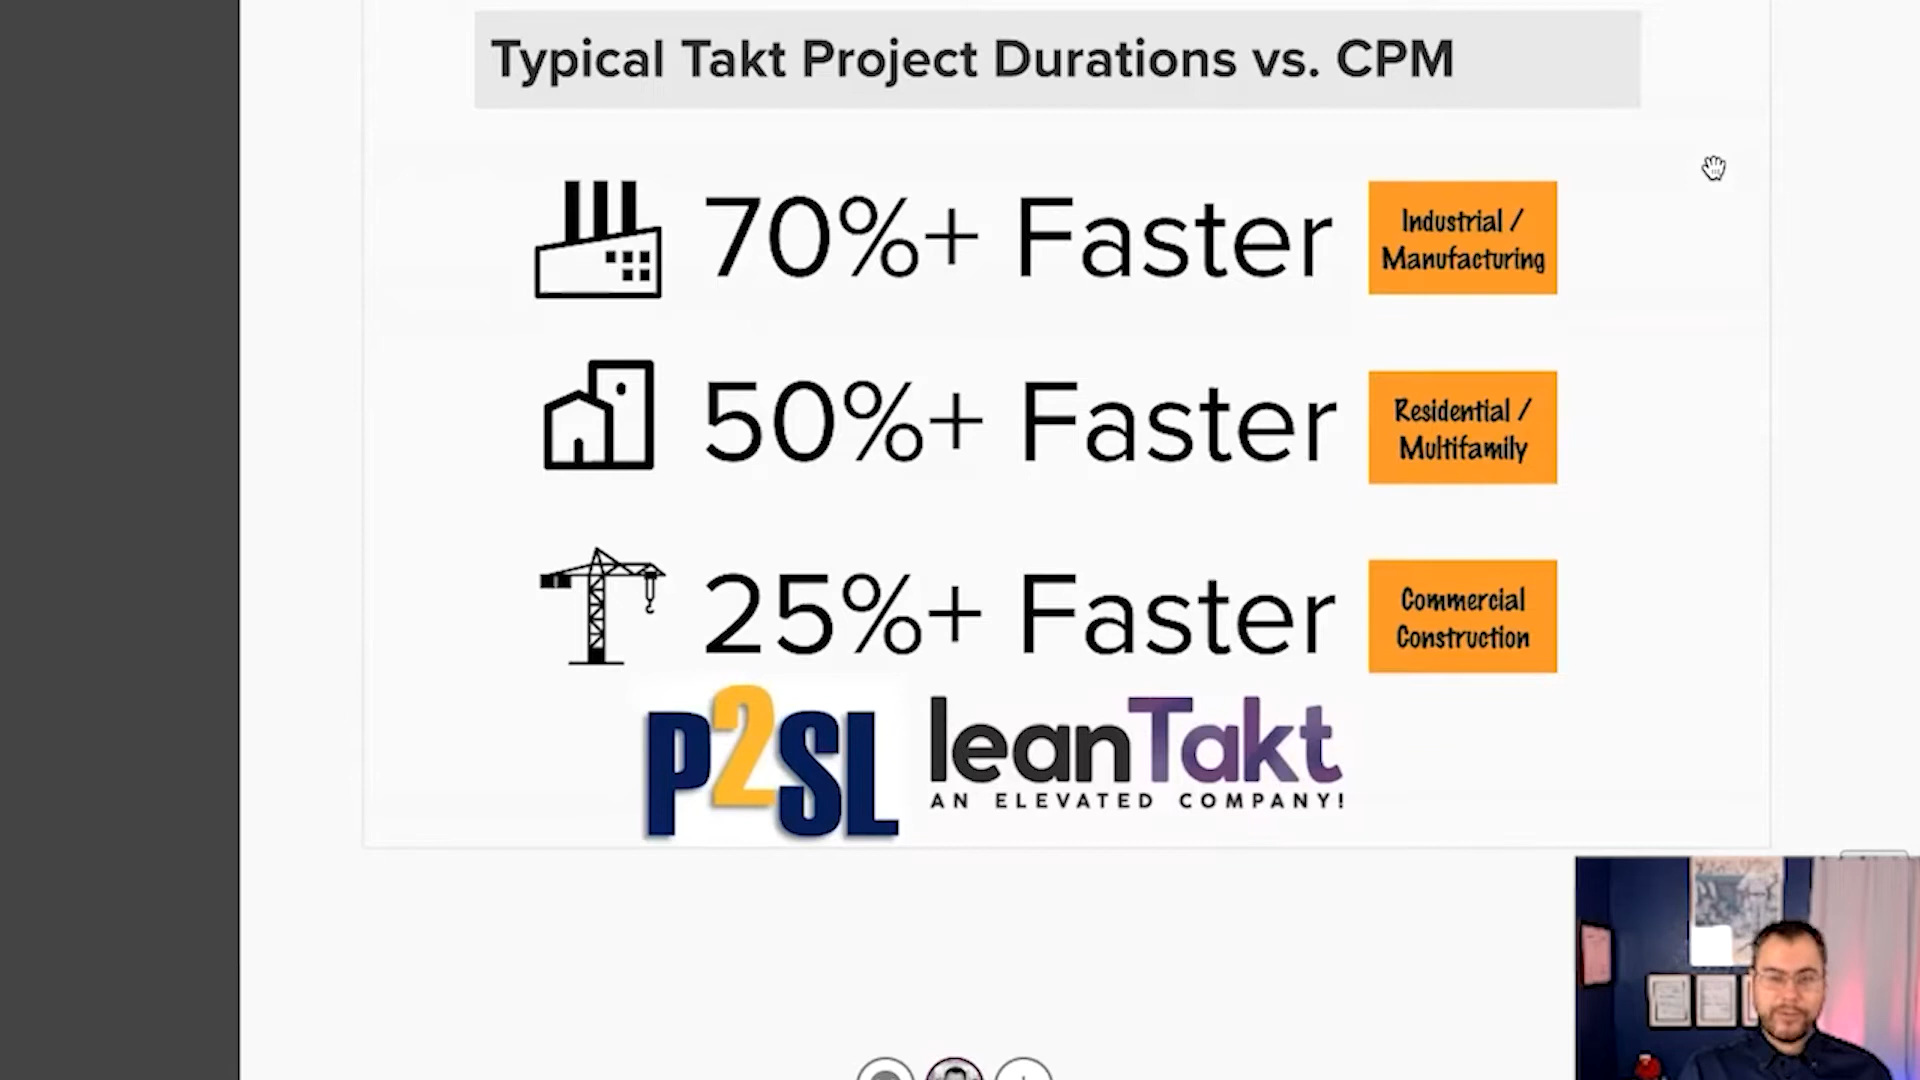 Typical Takt Project Durations vs. CPM
70%+ Faster
Industrial /
Manufacturing
50%+ Faster
Residential /
Multifamily
25%+ Faster
Commercial
Construction
P2SL
leanTakt
AN ELEVATED COMPANY!